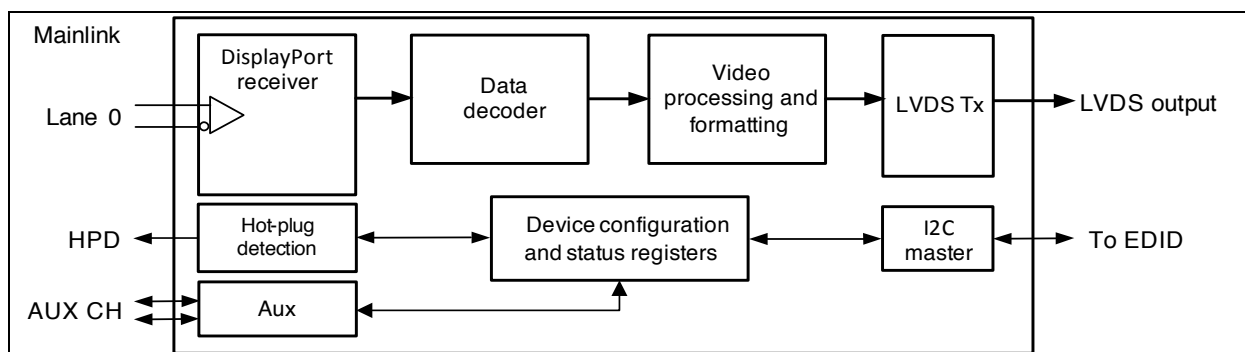 Mainlink
DisplayPort
receiver
Lane 0
Data
decoder
Video
processing and
formatting
LVDS Tx
LVDS output
HPD
Hot-plug
detection
Device configuration
and status registers
I2C
master
To EDID
AUX CH
Aux